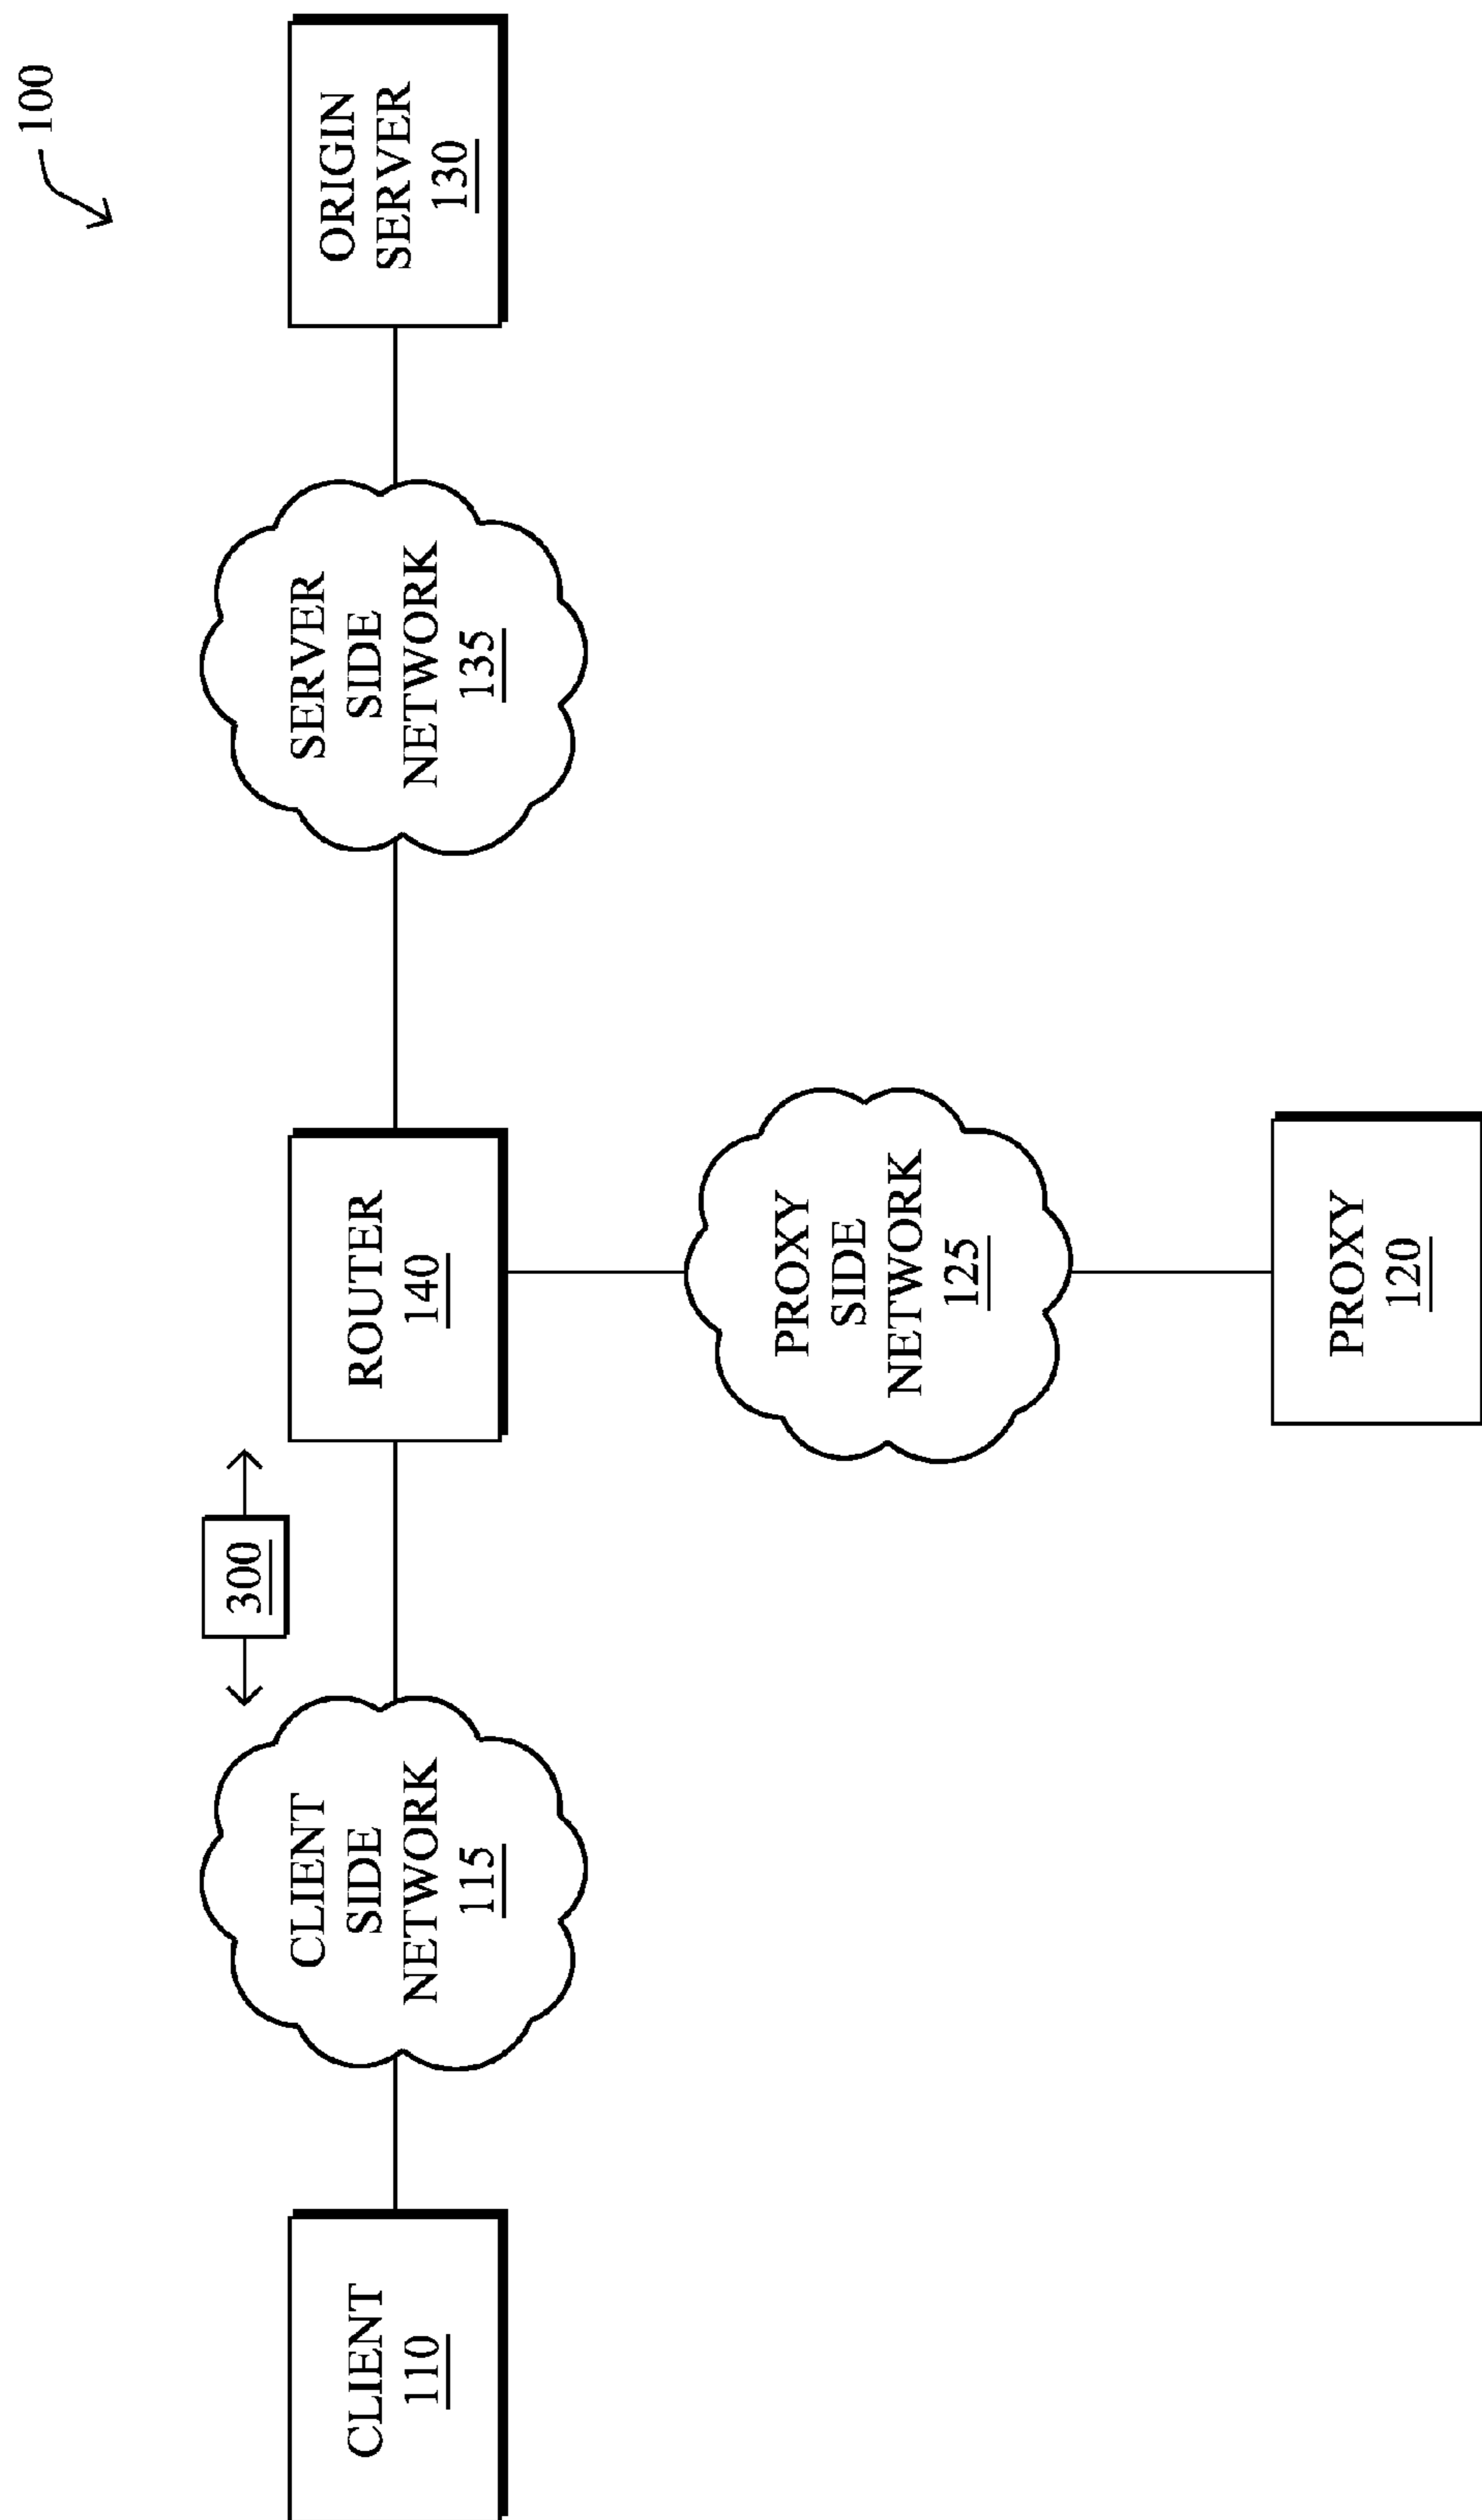 100
CLIENT
110
CLIENT
SIDE
NETWORK
115
300
ROUTER
140
SERVER
SIDE
NETWORK
135
ORIGIN
SERVER
130
PROXY
SIDE
NETWORK
125
PROXY
120